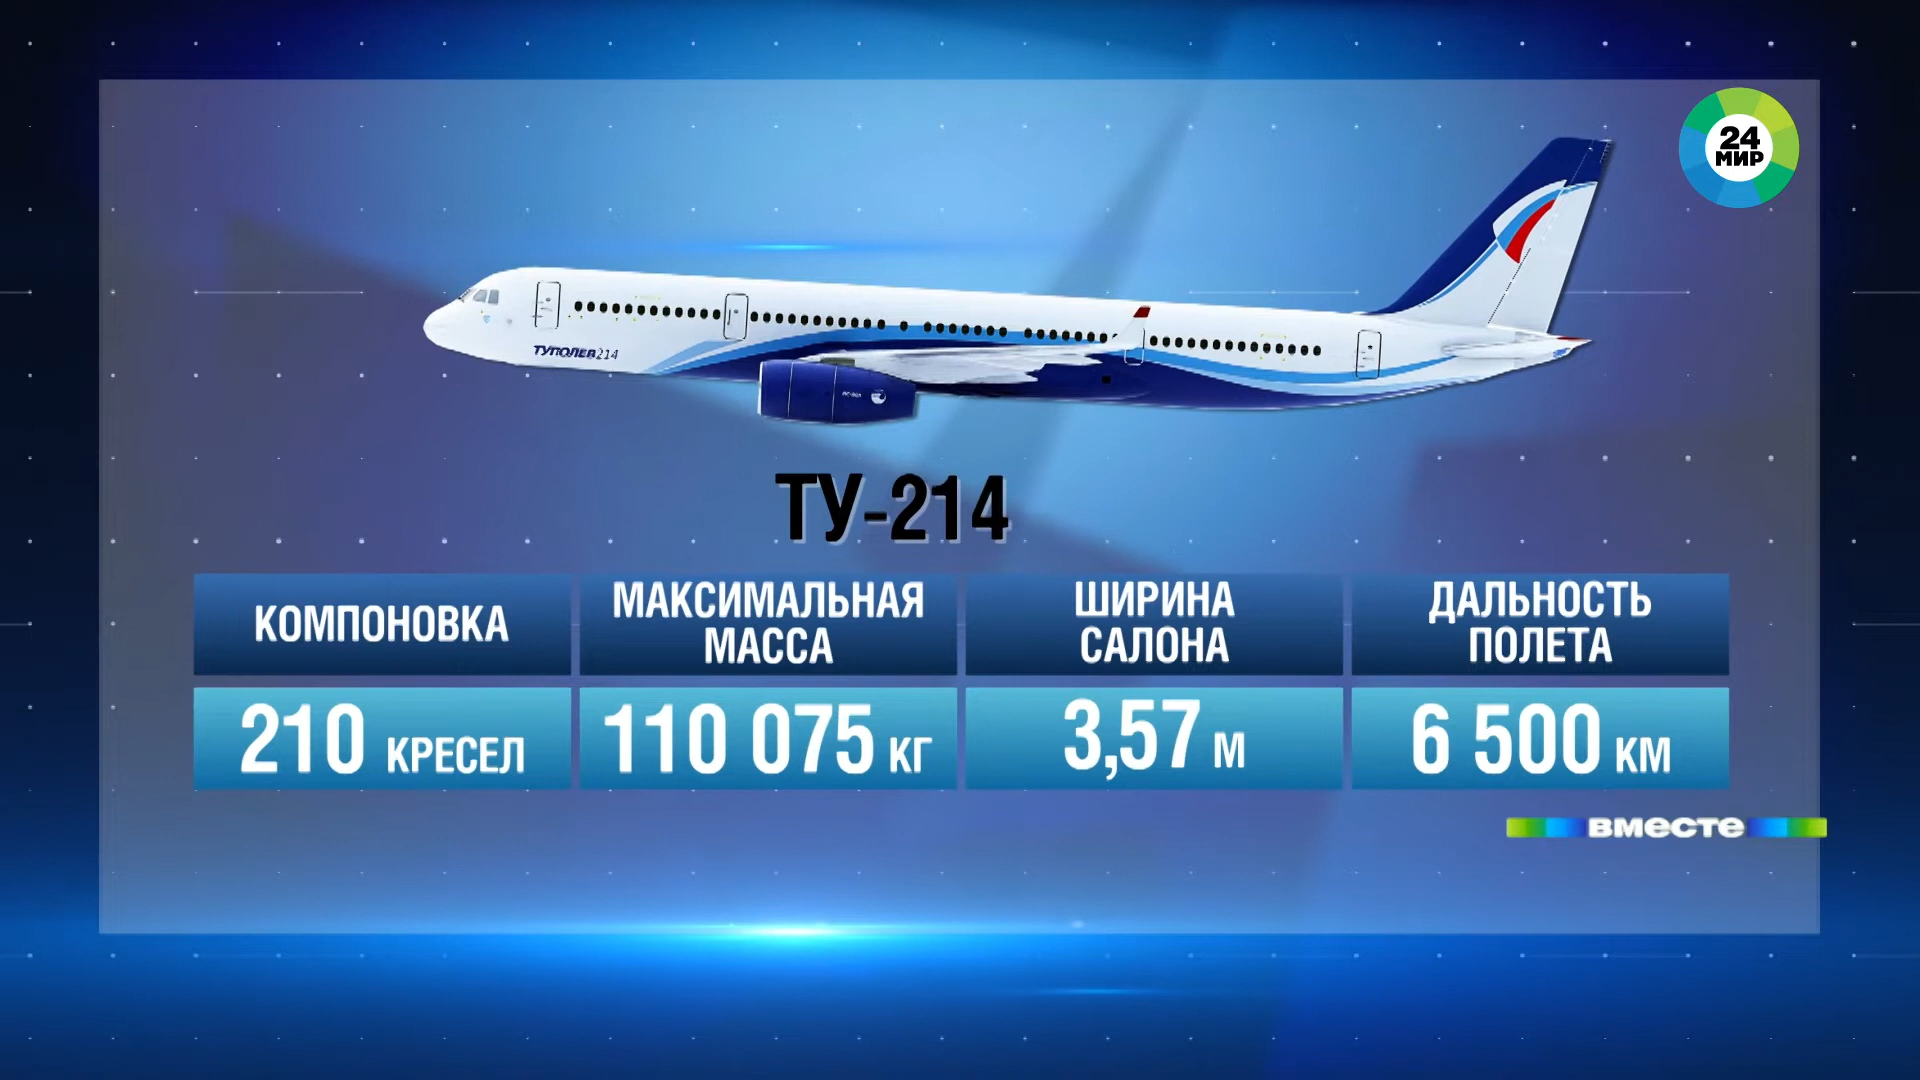 24
МИР
ТУПОЛЕВ214
ТУ-214
КОМПОНОВКА
МАКСИМАЛЬНАЯ
МАССА
ШИРИНА
САЛОНА
ДАЛЬНОСТЬ
ПОЛЕТА
210 КРЕСЕЛ
110 075 КГ
3,57 М
6 500 КМ
ВМЕСТЕ